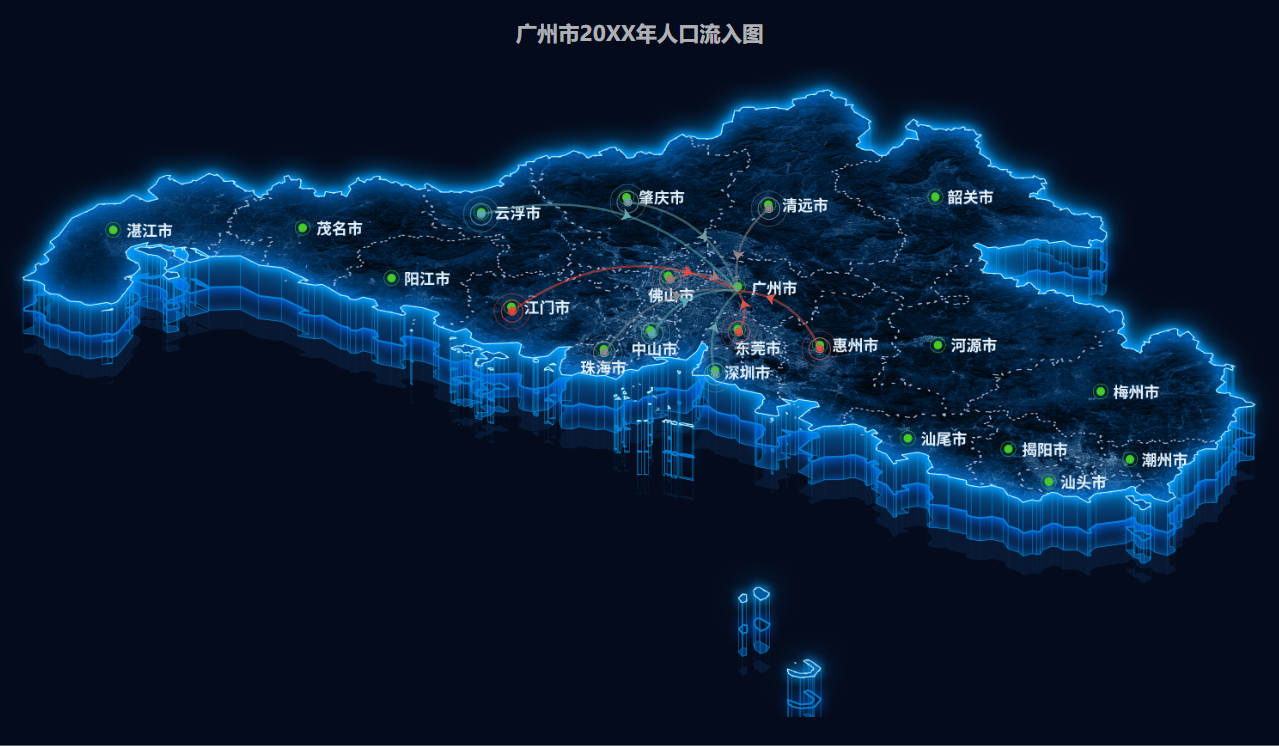 广州市20XX年人口流入图
肇庆市
韶关市
清远市
云浮市
茂名市
湛江市
阳江市
广州市
佛山市
江门市
惠州市
河源市
东莞市
中山市
珠海市
深圳市
梅州市
汕尾市
揭阳市
潮州市
汕头市